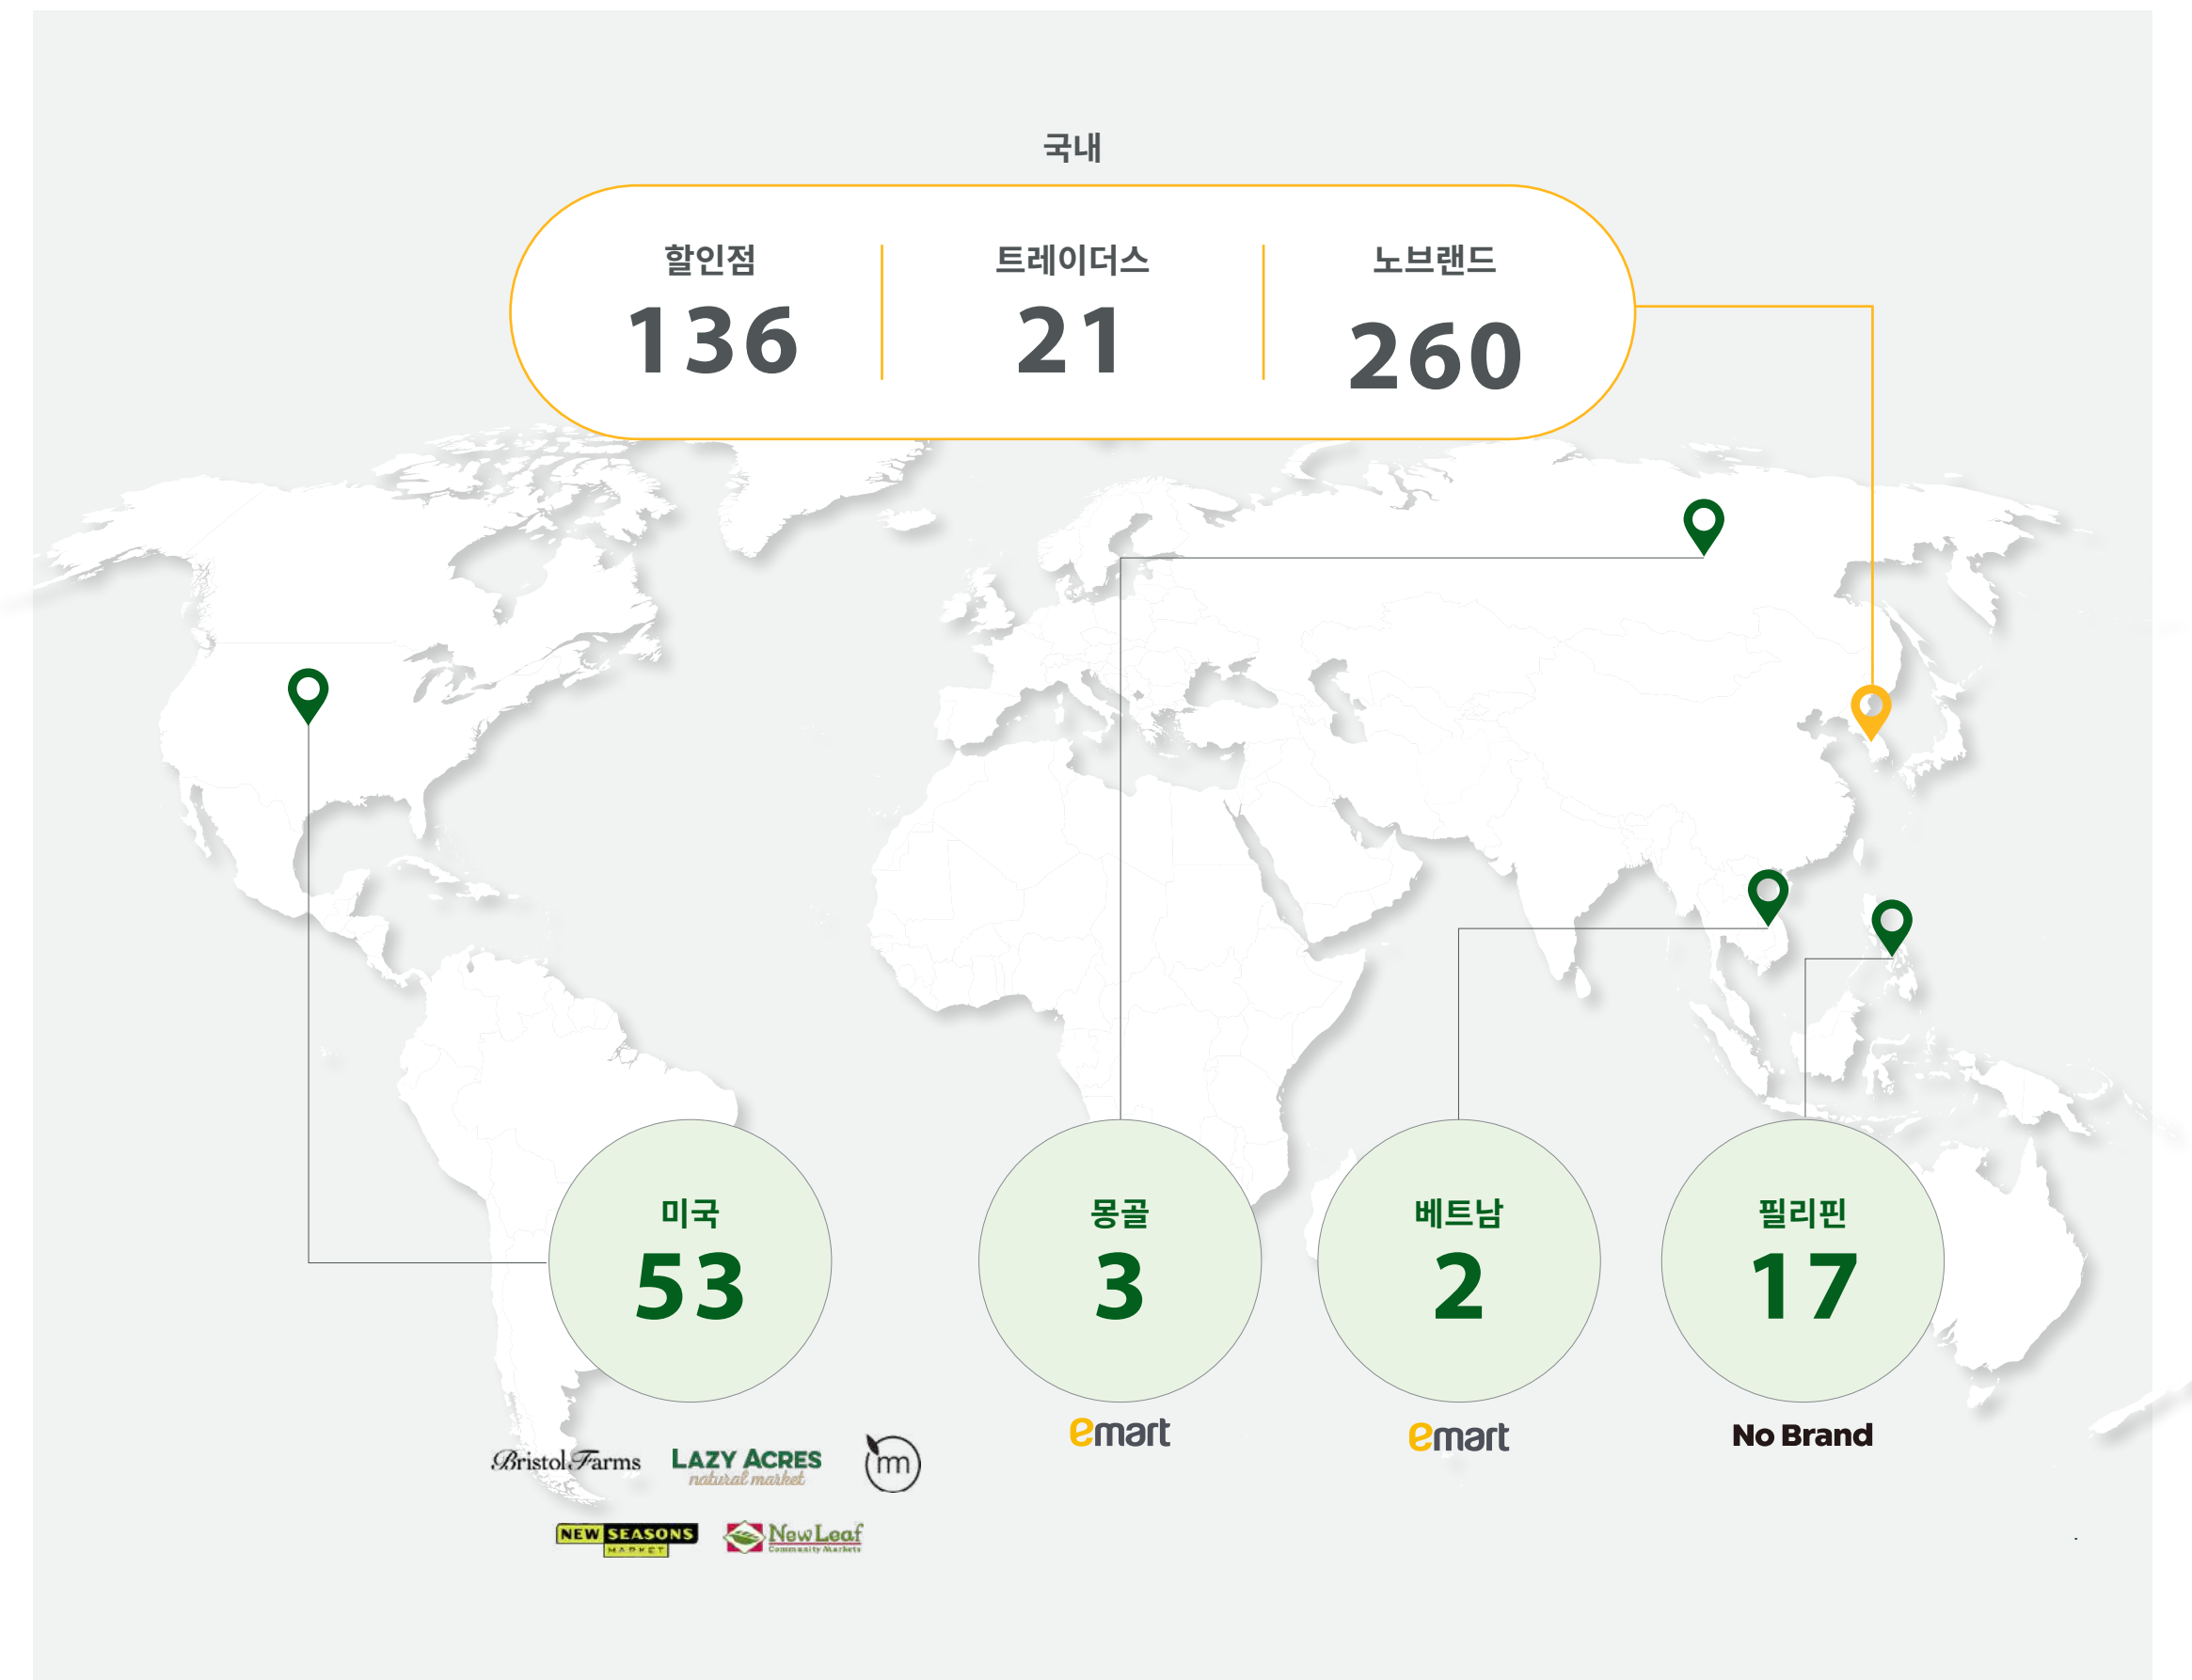 국내
할인점
136
트레이더스
21
노브랜드
260
미국
53
몽골
3
베트남
2
필리핀
17
Bristol Farms
LAZY ACRES
natural market
NEW SEASONS
MARKET
New Leaf
Community Markets
emart
emart
No Brand